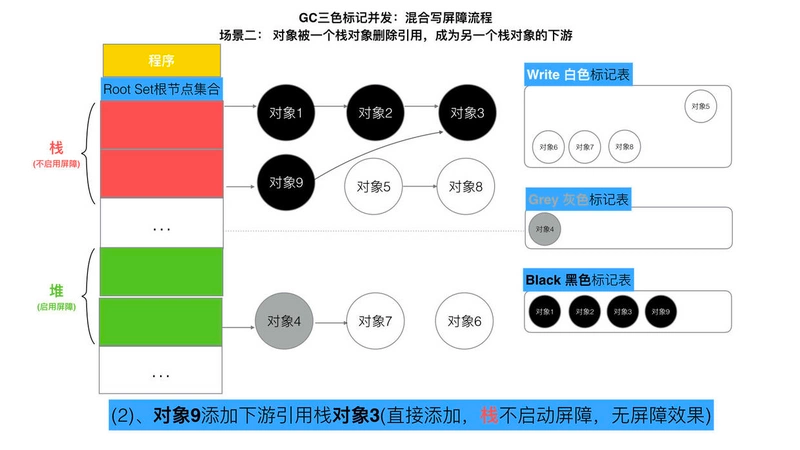 GC三色标记并发：混合写屏障流程
场景二： 对象被一个栈对象删除引用，成为另一个栈对象的下游
程序
Root Set根节点集合
栈
(不启用屏障)
...
堆
(启用屏障)
...
对象1
对象2
对象3
对象9
对象5
对象8
对象4
对象7
对象6
Write 白色标记表
对象5
对象6
对象7
对象8
Grey 灰色标记表
对象4
Black 黑色标记表
对象1
对象2
对象3
对象9
(2)、对象9添加下游引用栈对象3(直接添加，栈不启动屏障，无屏障效果)